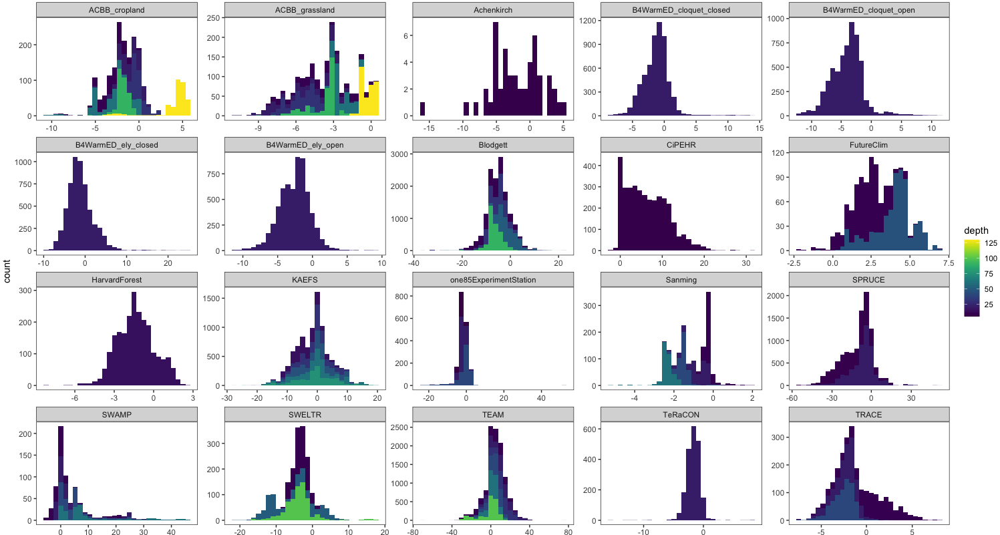 ACBB_cropland ACBB_grassland Achenkirch B4WarmED_cloquet_closed B4WarmED_cloquet_open
0 100 200
-10 -5 0 5
0 50 100 150 200 250
-9 -6 -3 0
0 2 4 6
-15 -10 -5 0 5
0 300 600 900 1200
-5 0 5 10 15
0 250 500 750 1000
-10 -5 0 5 10
B4WarmED_ely_closed B4WarmED_ely_open Blodgett CiPEHR FutureClim
0 250 500 750 1000
-10 0 10 20
0 250 500 750
-10 -5 0 5 10
0 1000 2000 3000
-40 -20 0 20
0 100 200 300 400
0 10 20 30
0 30 60 90 120
-2.5 0.0 2.5 5.0 7.5
count
depth
125
100
75
50
25
HarvardForest KAEFS one85ExperimentStation Sanming SPRUCE
0 100 200 300
-6 -3 0 3
0 500 1000 1500
-30 -20 -10 0 10 20
0 200 400 600 800
-20 0 20 40
0 100 200 300
-4 -2 0 2
0 500 1000 1500 2000
-60 -30 0 30
SWAMP SWELTR TEAM TeRaCON TRACE
0 50 100 150 200
0 10 20 30 40
0 100 200 300
-20 -10 0 10 20
0 500 1000 1500 2000 2500
-80 -40 0 40 80
0 200 400 600
-10 0
0 100 200 300
-5 0 5